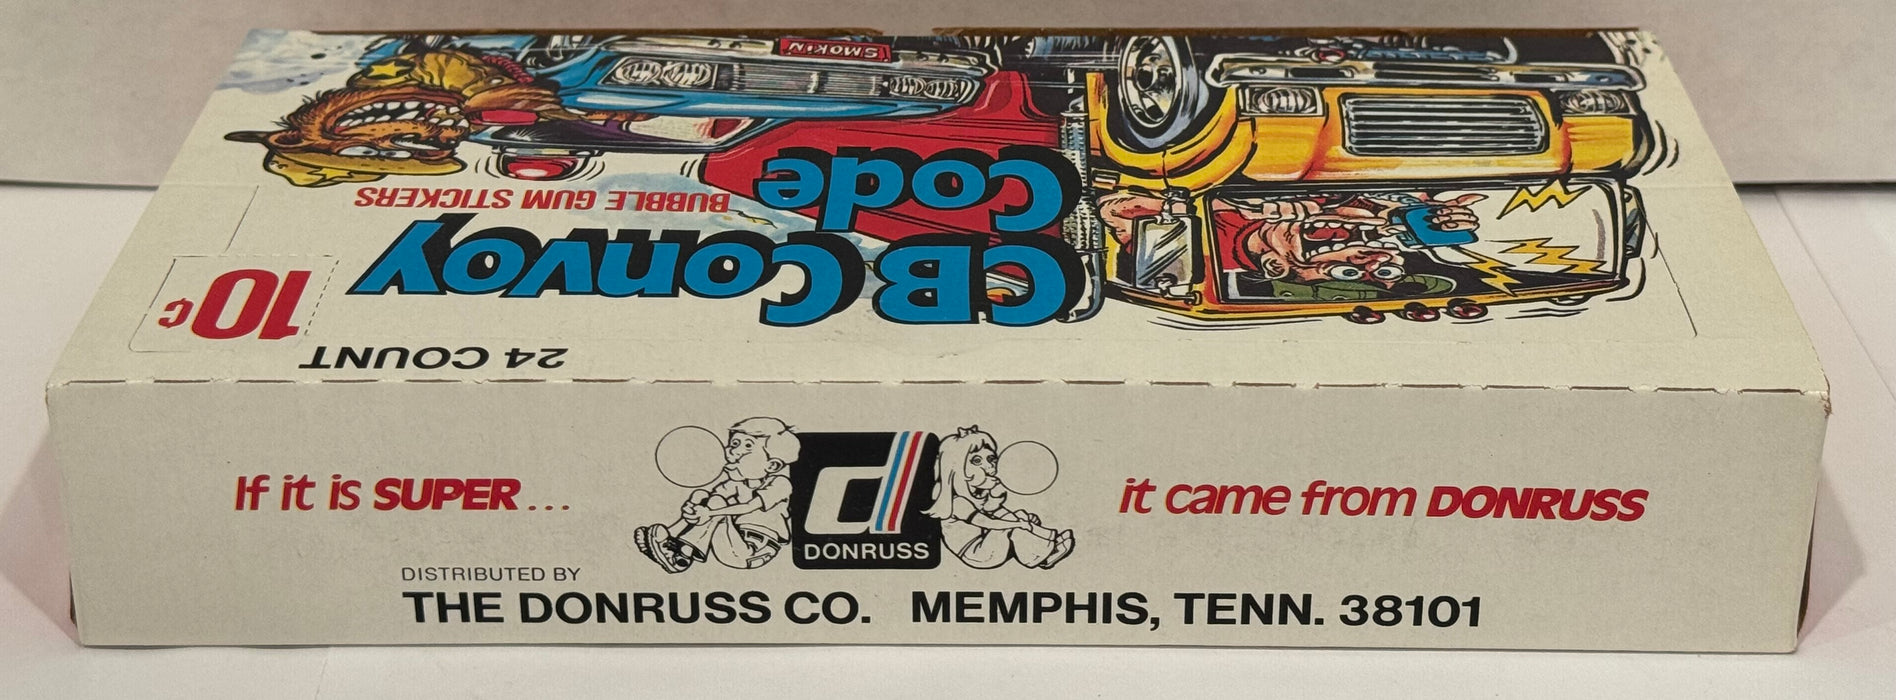 SMOKIN'
CB Convoy
Code
BUBBLE GUM STICKERS
10¢
24 COUNT
If it is SUPER... it came from DONRUSS
d
DONRUSS
DISTRIBUTED BY
THE DONRUSS CO. MEMPHIS, TENN. 38101